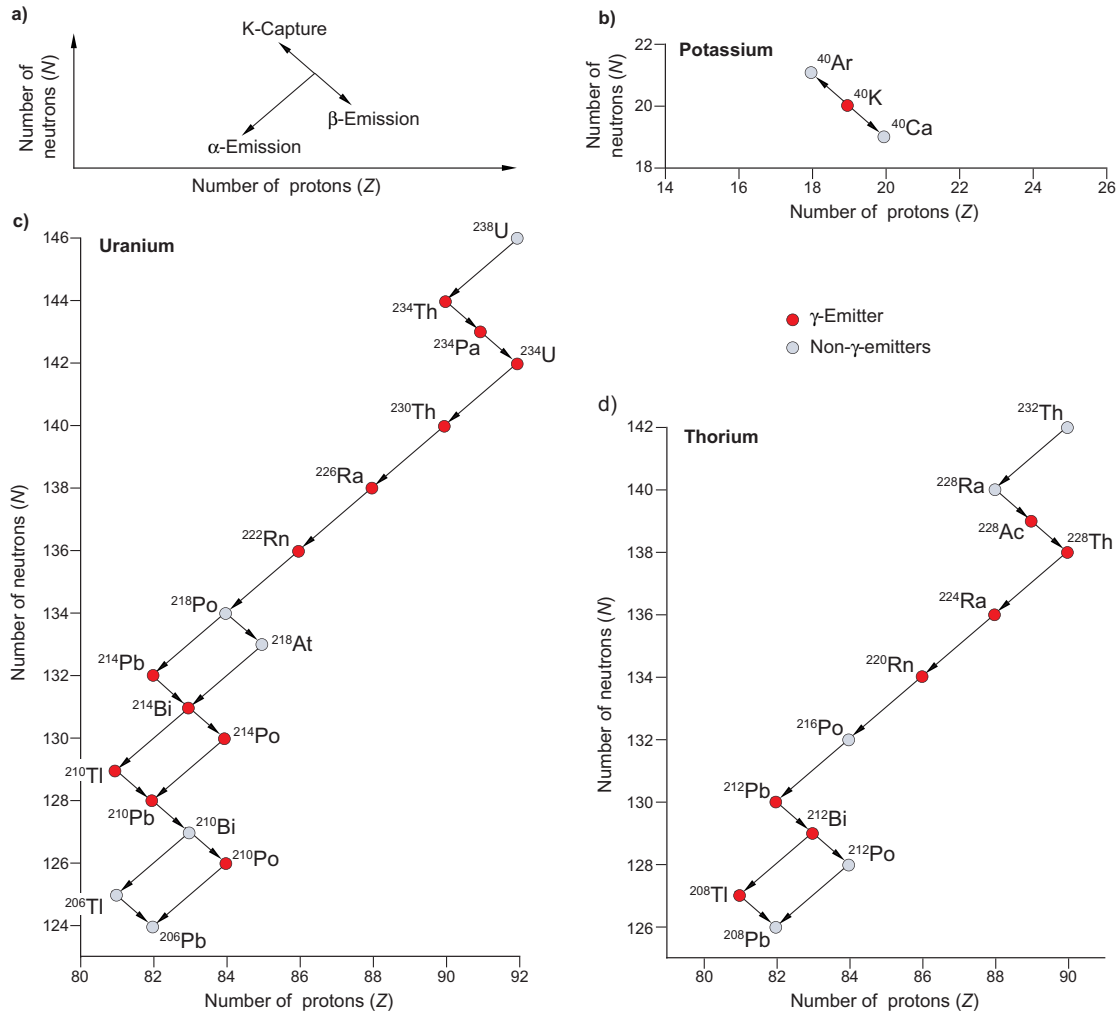 a)
K-Capture
β-Emission
α-Emission
Number of
neutrons (N)
Number of protons (Z)
b)
Potassium
22
20
18
Number of
neutrons (N)
⁴⁰Ar
⁴⁰K
⁴⁰Ca
14 16 18 20 22 24 26
Number of protons (Z)
c)
Uranium
146
144
142
140
138
136
134
132
130
128
126
124
Number of neutrons (N)
²³⁸U
²³⁴Th
²³⁴Pa
²³⁴U
²³⁰Th
²²⁶Ra
²²²Rn
²¹⁸Po
²¹⁸At
²¹⁴Pb
²¹⁴Bi
²¹⁴Po
²¹⁰Tl
²¹⁰Pb
²¹⁰Bi
²¹⁰Po
²⁰⁶Tl
²⁰⁶Pb
80 82 84 86 88 90 92
Number of protons (Z)
γ-Emitter
Non-γ-emitters
d)
Thorium
142
140
138
136
134
132
130
128
126
Number of neutrons (N)
²³²Th
²²⁸Ra
²²⁸Ac
²²⁸Th
²²⁴Ra
²²⁰Rn
²¹⁶Po
²¹²Pb
²¹²Bi
²¹²Po
²⁰⁸Tl
²⁰⁸Pb
80 82 84 86 88 90
Number of protons (Z)